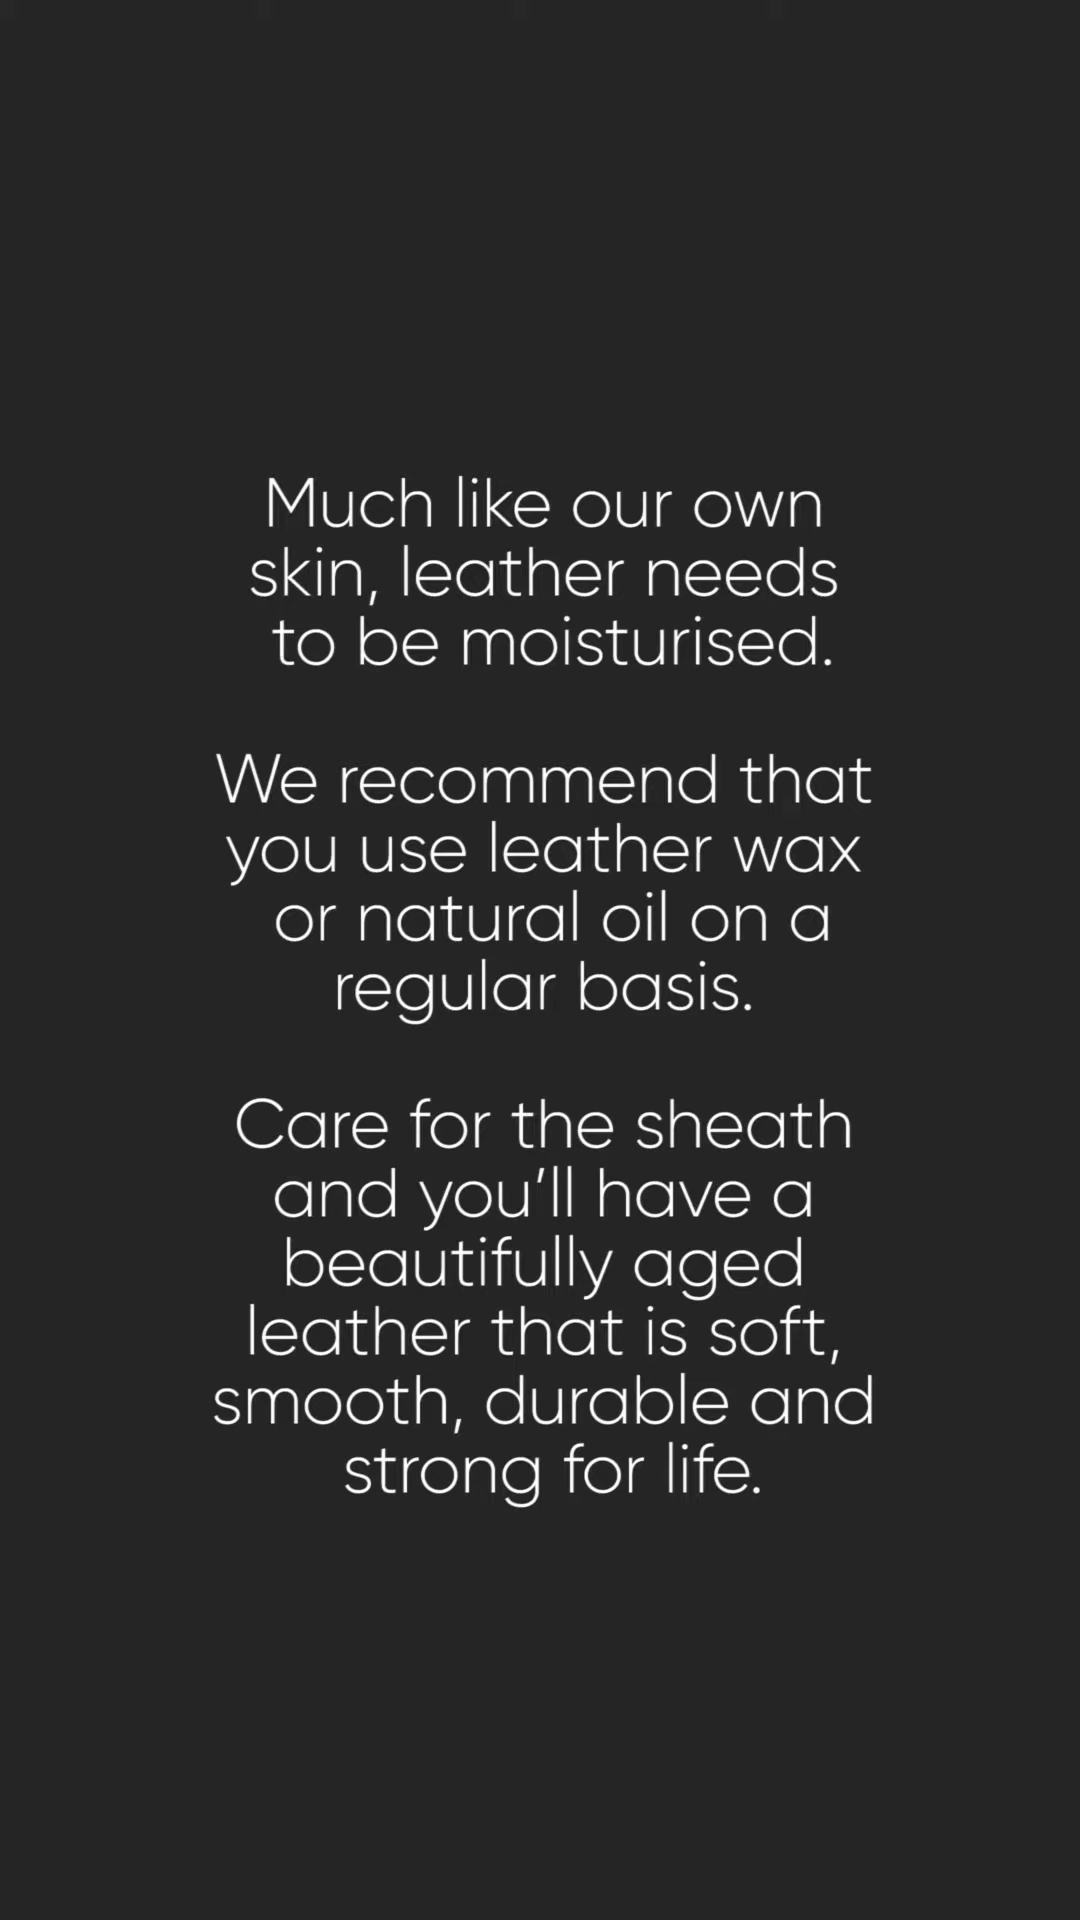 Much like our own
skin, leather needs
to be moisturised.
We recommend that
you use leather wax
or natural oil on a
regular basis.
Care for the sheath
and you’ll have a
beautifully aged
leather that is soft,
smooth, durable and
strong for life.